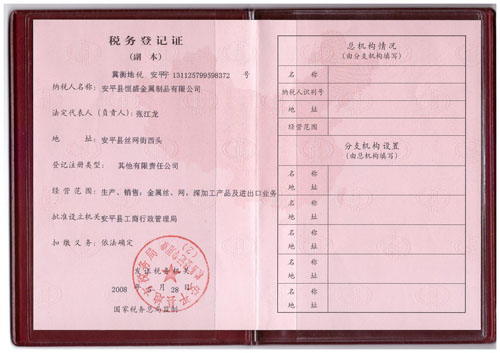 税务登记证
(副 本)
冀衡地税 安平字 131125799598372 号
纳税人名称:安平县恒盛金属制品有限公司
法定代表人(负责人):张江龙
地 址:安平县丝网街西头
登记注册类型: 其他有限责任公司
经 营 范 围:生产、销售:金属丝、网,深加工产品及进出口业务
批准设立机关:安平县工商行政管理局
扣 缴 义 务:依法确定
发证税务机关
2008 年 5 月 28 日
国家税务总局监制
总机构情况
(由分支机构填写)
名 称
纳税人识别号
地 址
经营范围
分支机构设置
(由总机构填写)
名 称
地 址
名 称
地 址
名 称
地 址
名 称
地 址
名 称
地 址